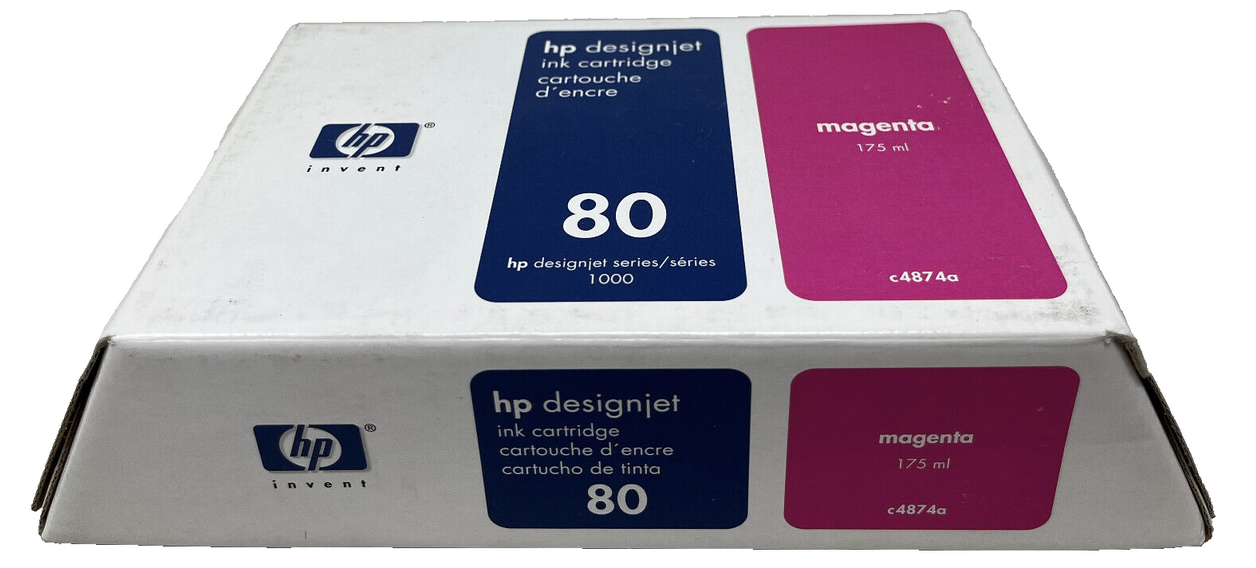 hp designjet
ink cartridge
cartouche
d´encre
hp ®
invent
magenta
175 ml
80
hp designjet series/séries
1000
c4874a
hp designjet
ink cartridge
cartouche d´encre
cartucho de tinta
80
hp ®
invent
magenta
175 ml
c4874a